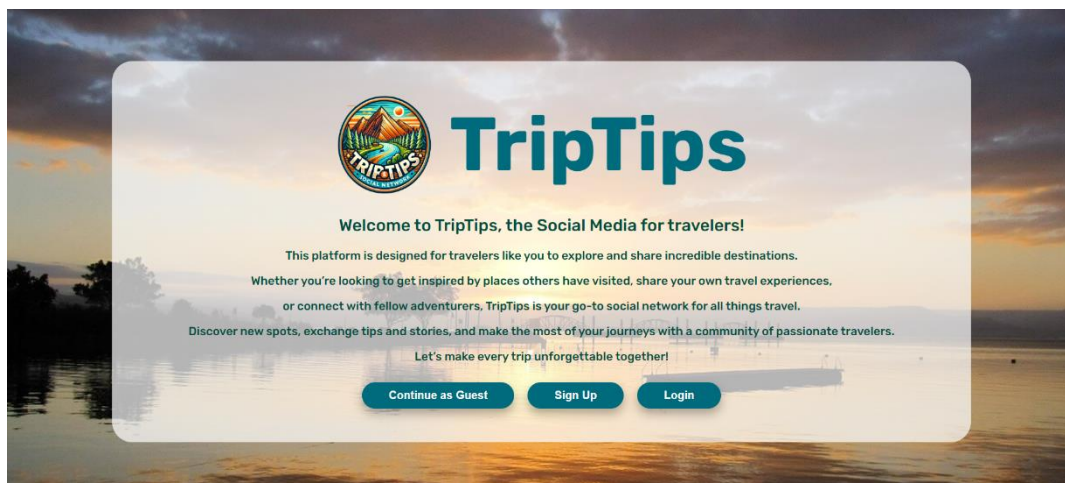 TRIP-TIPS
SOCIAL NETWORK
TripTips
Welcome to TripTips, the Social Media for travelers!
This platform is designed for travelers like you to explore and share incredible destinations.
Whether you’re looking to get inspired by places others have visited, share your own travel experiences,
or connect with fellow adventurers, TripTips is your go-to social network for all things travel.
Discover new spots, exchange tips and stories, and make the most of your journeys with a community of passionate travelers.
Let’s make every trip unforgettable together!
Continue as Guest Sign Up Login